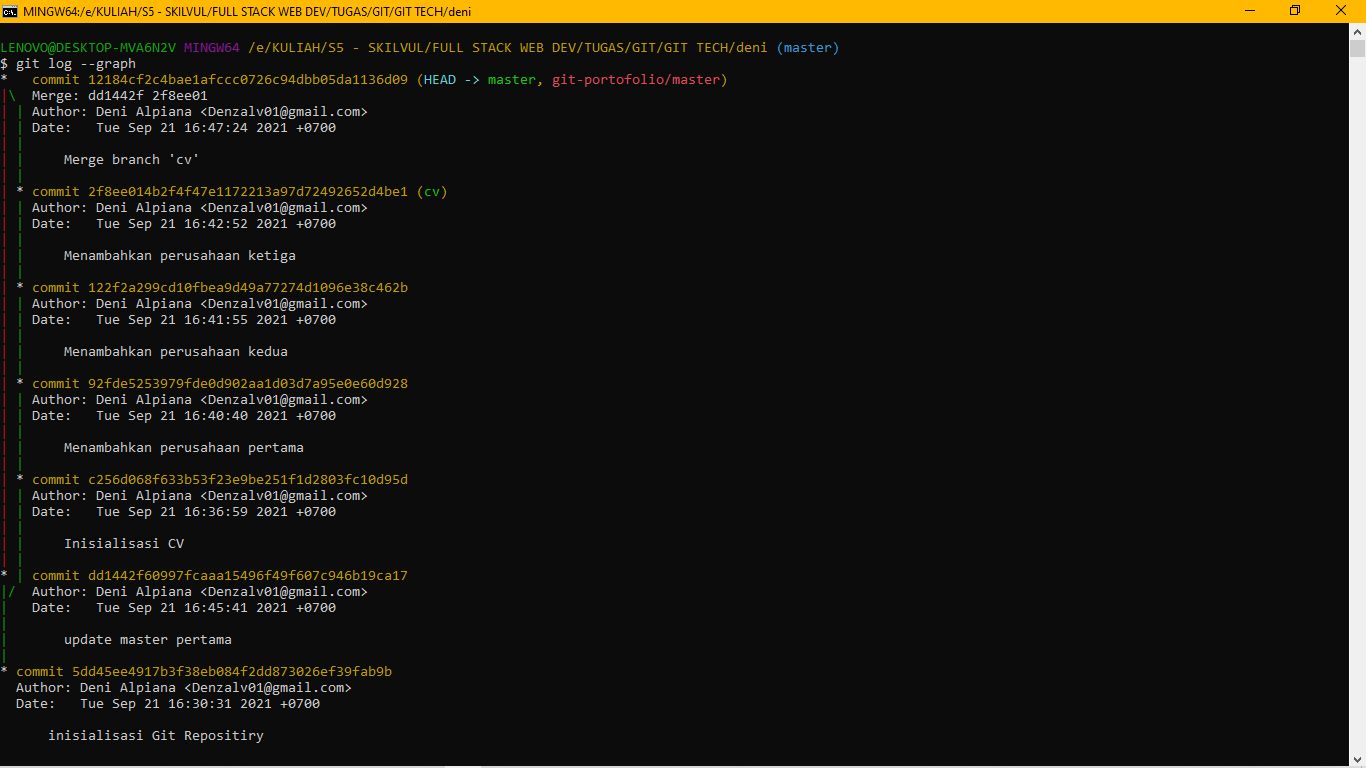 MINGW64:/e/KULIAH/S5 - SKILVUL/FULL STACK WEB DEV/TUGAS/GIT/GIT TECH/deni
LENOVO@DESKTOP-MVA6N2V MINGW64 /e/KULIAH/S5 - SKILVUL/FULL STACK WEB DEV/TUGAS/GIT/GIT TECH/deni (master)
$ git log --graph
*   commit 12184cf2c4bae1afccc0726c94dbb05da1136d09 (HEAD -> master, git-portofolio/master)
|\  Merge: dd1442f 2f8ee01
| | Author: Deni Alpiana <Denzalv01@gmail.com>
| | Date:   Tue Sep 21 16:47:24 2021 +0700
| |
| |     Merge branch 'cv'
| |
| * commit 2f8ee014b2f4f47e1172213a97d72492652d4be1 (cv)
| | Author: Deni Alpiana <Denzalv01@gmail.com>
| | Date:   Tue Sep 21 16:42:52 2021 +0700
| |
| |     Menambahkan perusahaan ketiga
| |
| * commit 122f2a299cd10fbea9d49a77274d1096e38c462b
| | Author: Deni Alpiana <Denzalv01@gmail.com>
| | Date:   Tue Sep 21 16:41:55 2021 +0700
| |
| |     Menambahkan perusahaan kedua
| |
| * commit 92fde5253979fde0d902aa1d03d7a95e0e60d928
| | Author: Deni Alpiana <Denzalv01@gmail.com>
| | Date:   Tue Sep 21 16:40:40 2021 +0700
| |
| |     Menambahkan perusahaan pertama
| |
| * commit c256d068f633b53f23e9be251f1d2803fc10d95d
| | Author: Deni Alpiana <Denzalv01@gmail.com>
| | Date:   Tue Sep 21 16:36:59 2021 +0700
| |
| |     Inisialisasi CV
| |
* | commit dd1442f60997fcaaa15496f49f607c946b19ca17
|/  Author: Deni Alpiana <Denzalv01@gmail.com>
|   Date:   Tue Sep 21 16:45:41 2021 +0700
|
|       update master pertama
|
* commit 5dd45ee4917b3f38eb084f2dd873026ef39fab9b
  Author: Deni Alpiana <Denzalv01@gmail.com>
  Date:   Tue Sep 21 16:30:31 2021 +0700
      inisialisasi Git Repositiry